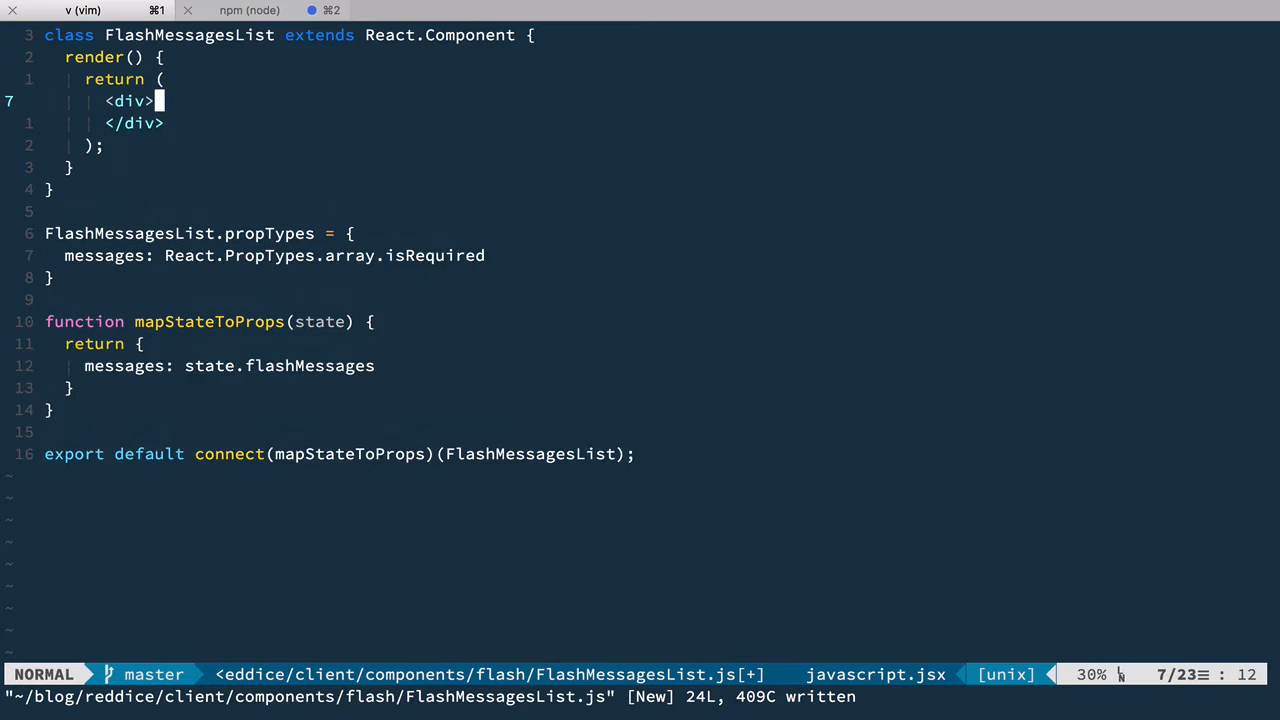 v (vim) ⌘1 npm (node) ⌘2
3 class FlashMessagesList extends React.Component {
2 render() {
1 return (
7 <div>
1 </div>
2 );
3 }
4 }
5
6 FlashMessagesList.propTypes = {
7 messages: React.PropTypes.array.isRequired
8 }
9
10 function mapStateToProps(state) {
11 return {
12 messages: state.flashMessages
13 }
14 }
15
16 export default connect(mapStateToProps)(FlashMessagesList);
~
~
~
~
~
~
~
~
~
NORMAL master <eddice/client/components/flash/FlashMessagesList.js[+] javascript.jsx [unix] 30% 7/23≡ : 12
"~/blog/reddice/client/components/flash/FlashMessagesList.js" [New] 24L, 409C written